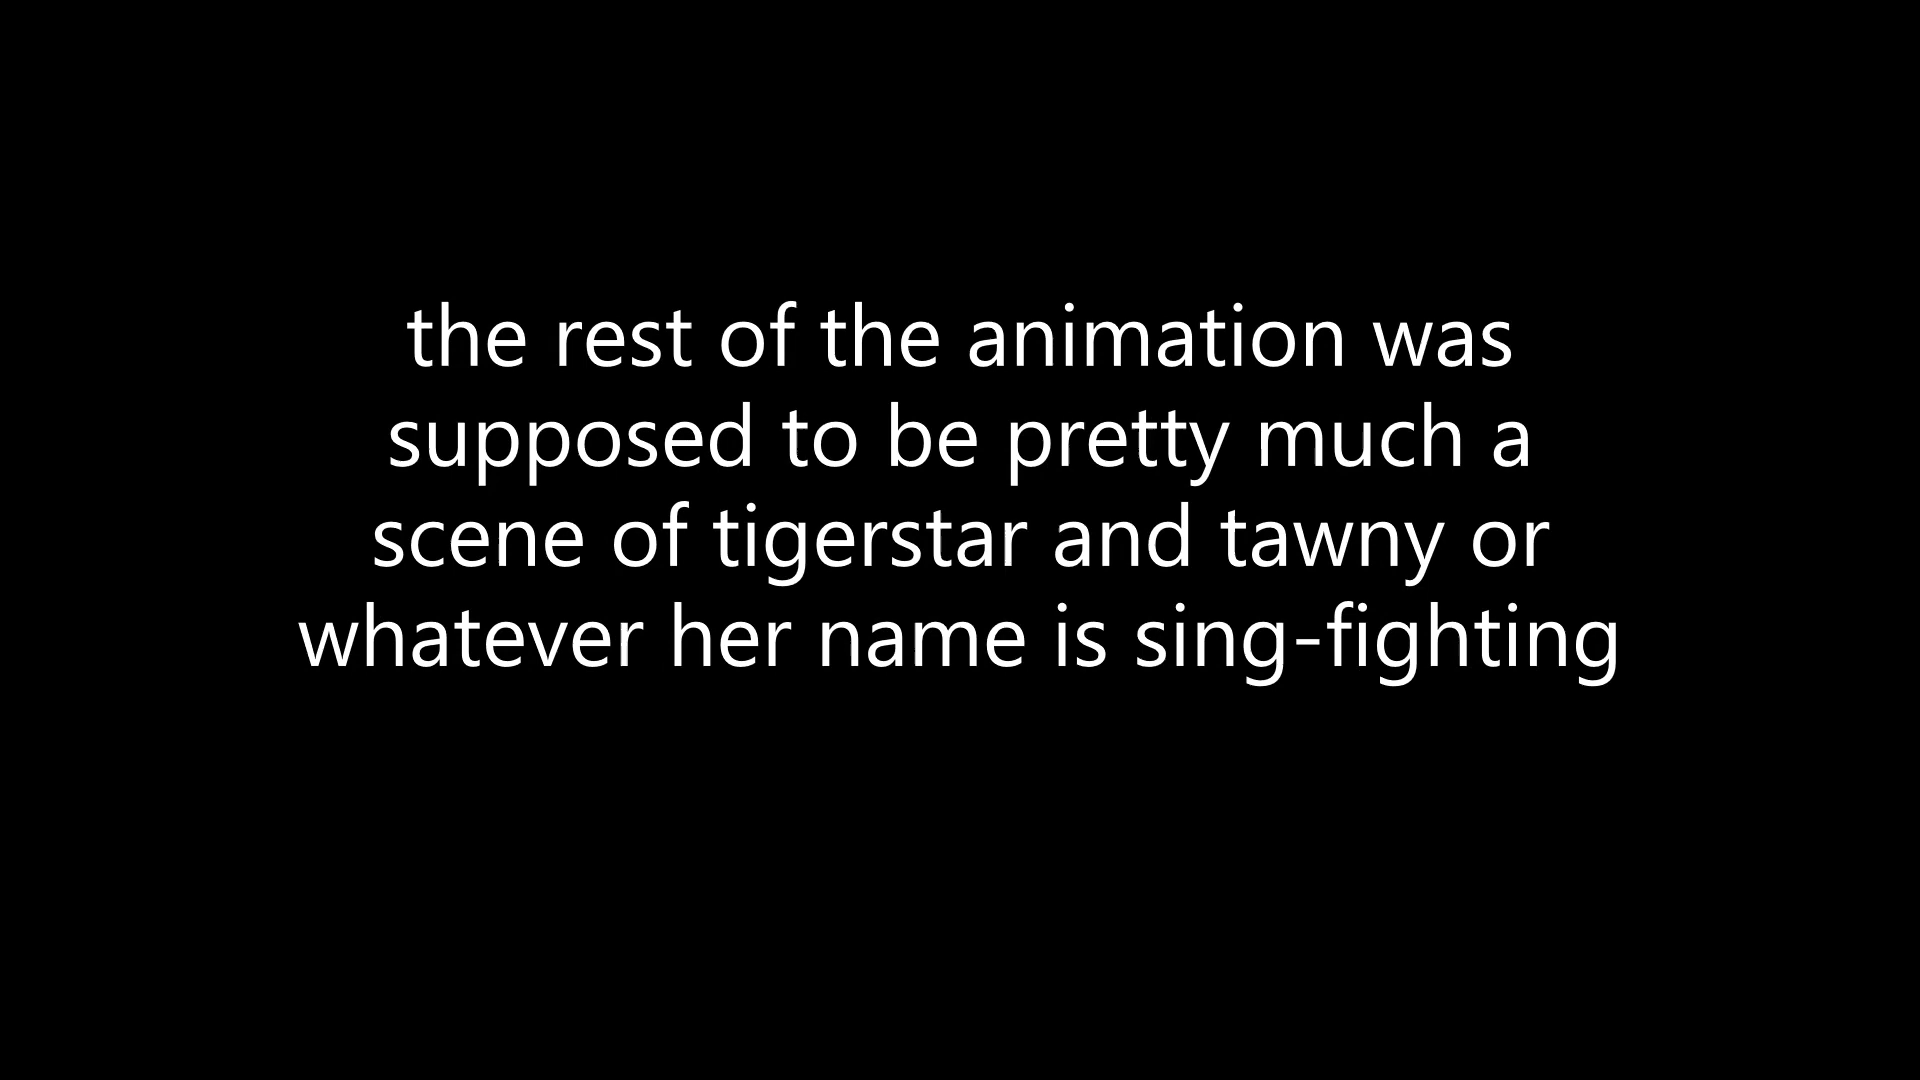 the rest of the animation was
supposed to be pretty much a
scene of tigerstar and tawny or
whatever her name is sing-fighting